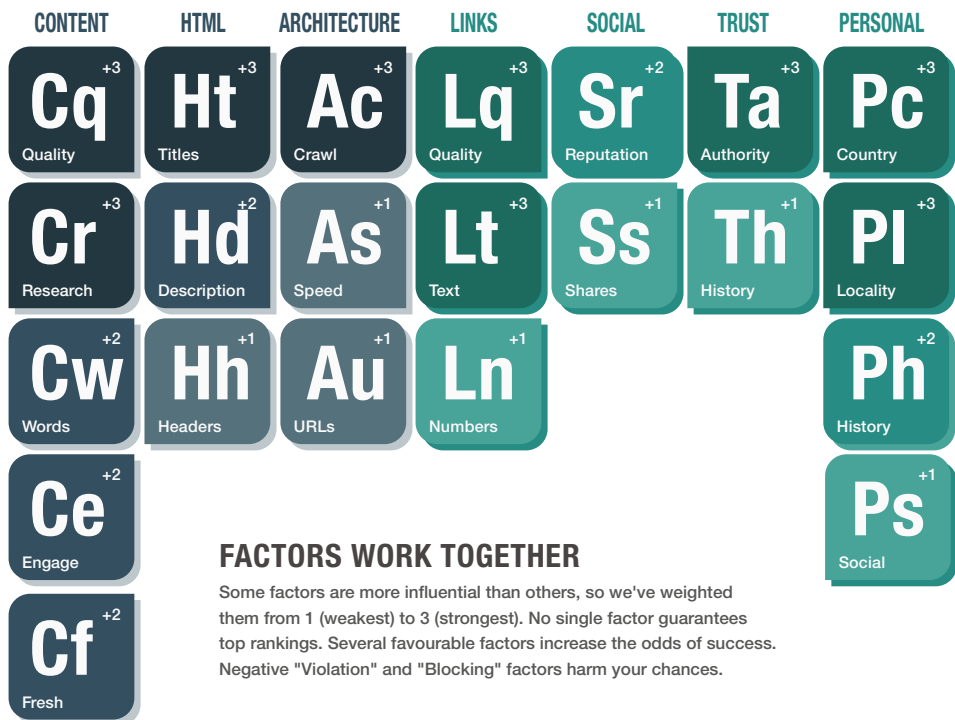 CONTENT HTML ARCHITECTURE LINKS SOCIAL TRUST PERSONAL
+3 +3 +3 +3 +2 +3 +3
Cq Ht Ac Lq Sr Ta Pc
Quality Titles Crawl Quality Reputation Authority Country
+3 +2 +1 +3 +1 +1 +3
Cr Hd As Lt Ss Th Pl
Research Description Speed Text Shares History Locality
+2 +1 +1 +1 +2
Cw Hh Au Ln Ph
Words Headers URLs Numbers History
+2 +1
Ce Ps
Engage Social
FACTORS WORK TOGETHER
Some factors are more influential than others, so we've weighted
them from 1 (weakest) to 3 (strongest). No single factor guarantees
top rankings. Several favourable factors increase the odds of success.
Negative "Violation" and "Blocking" factors harm your chances.
+2
Cf
Fresh